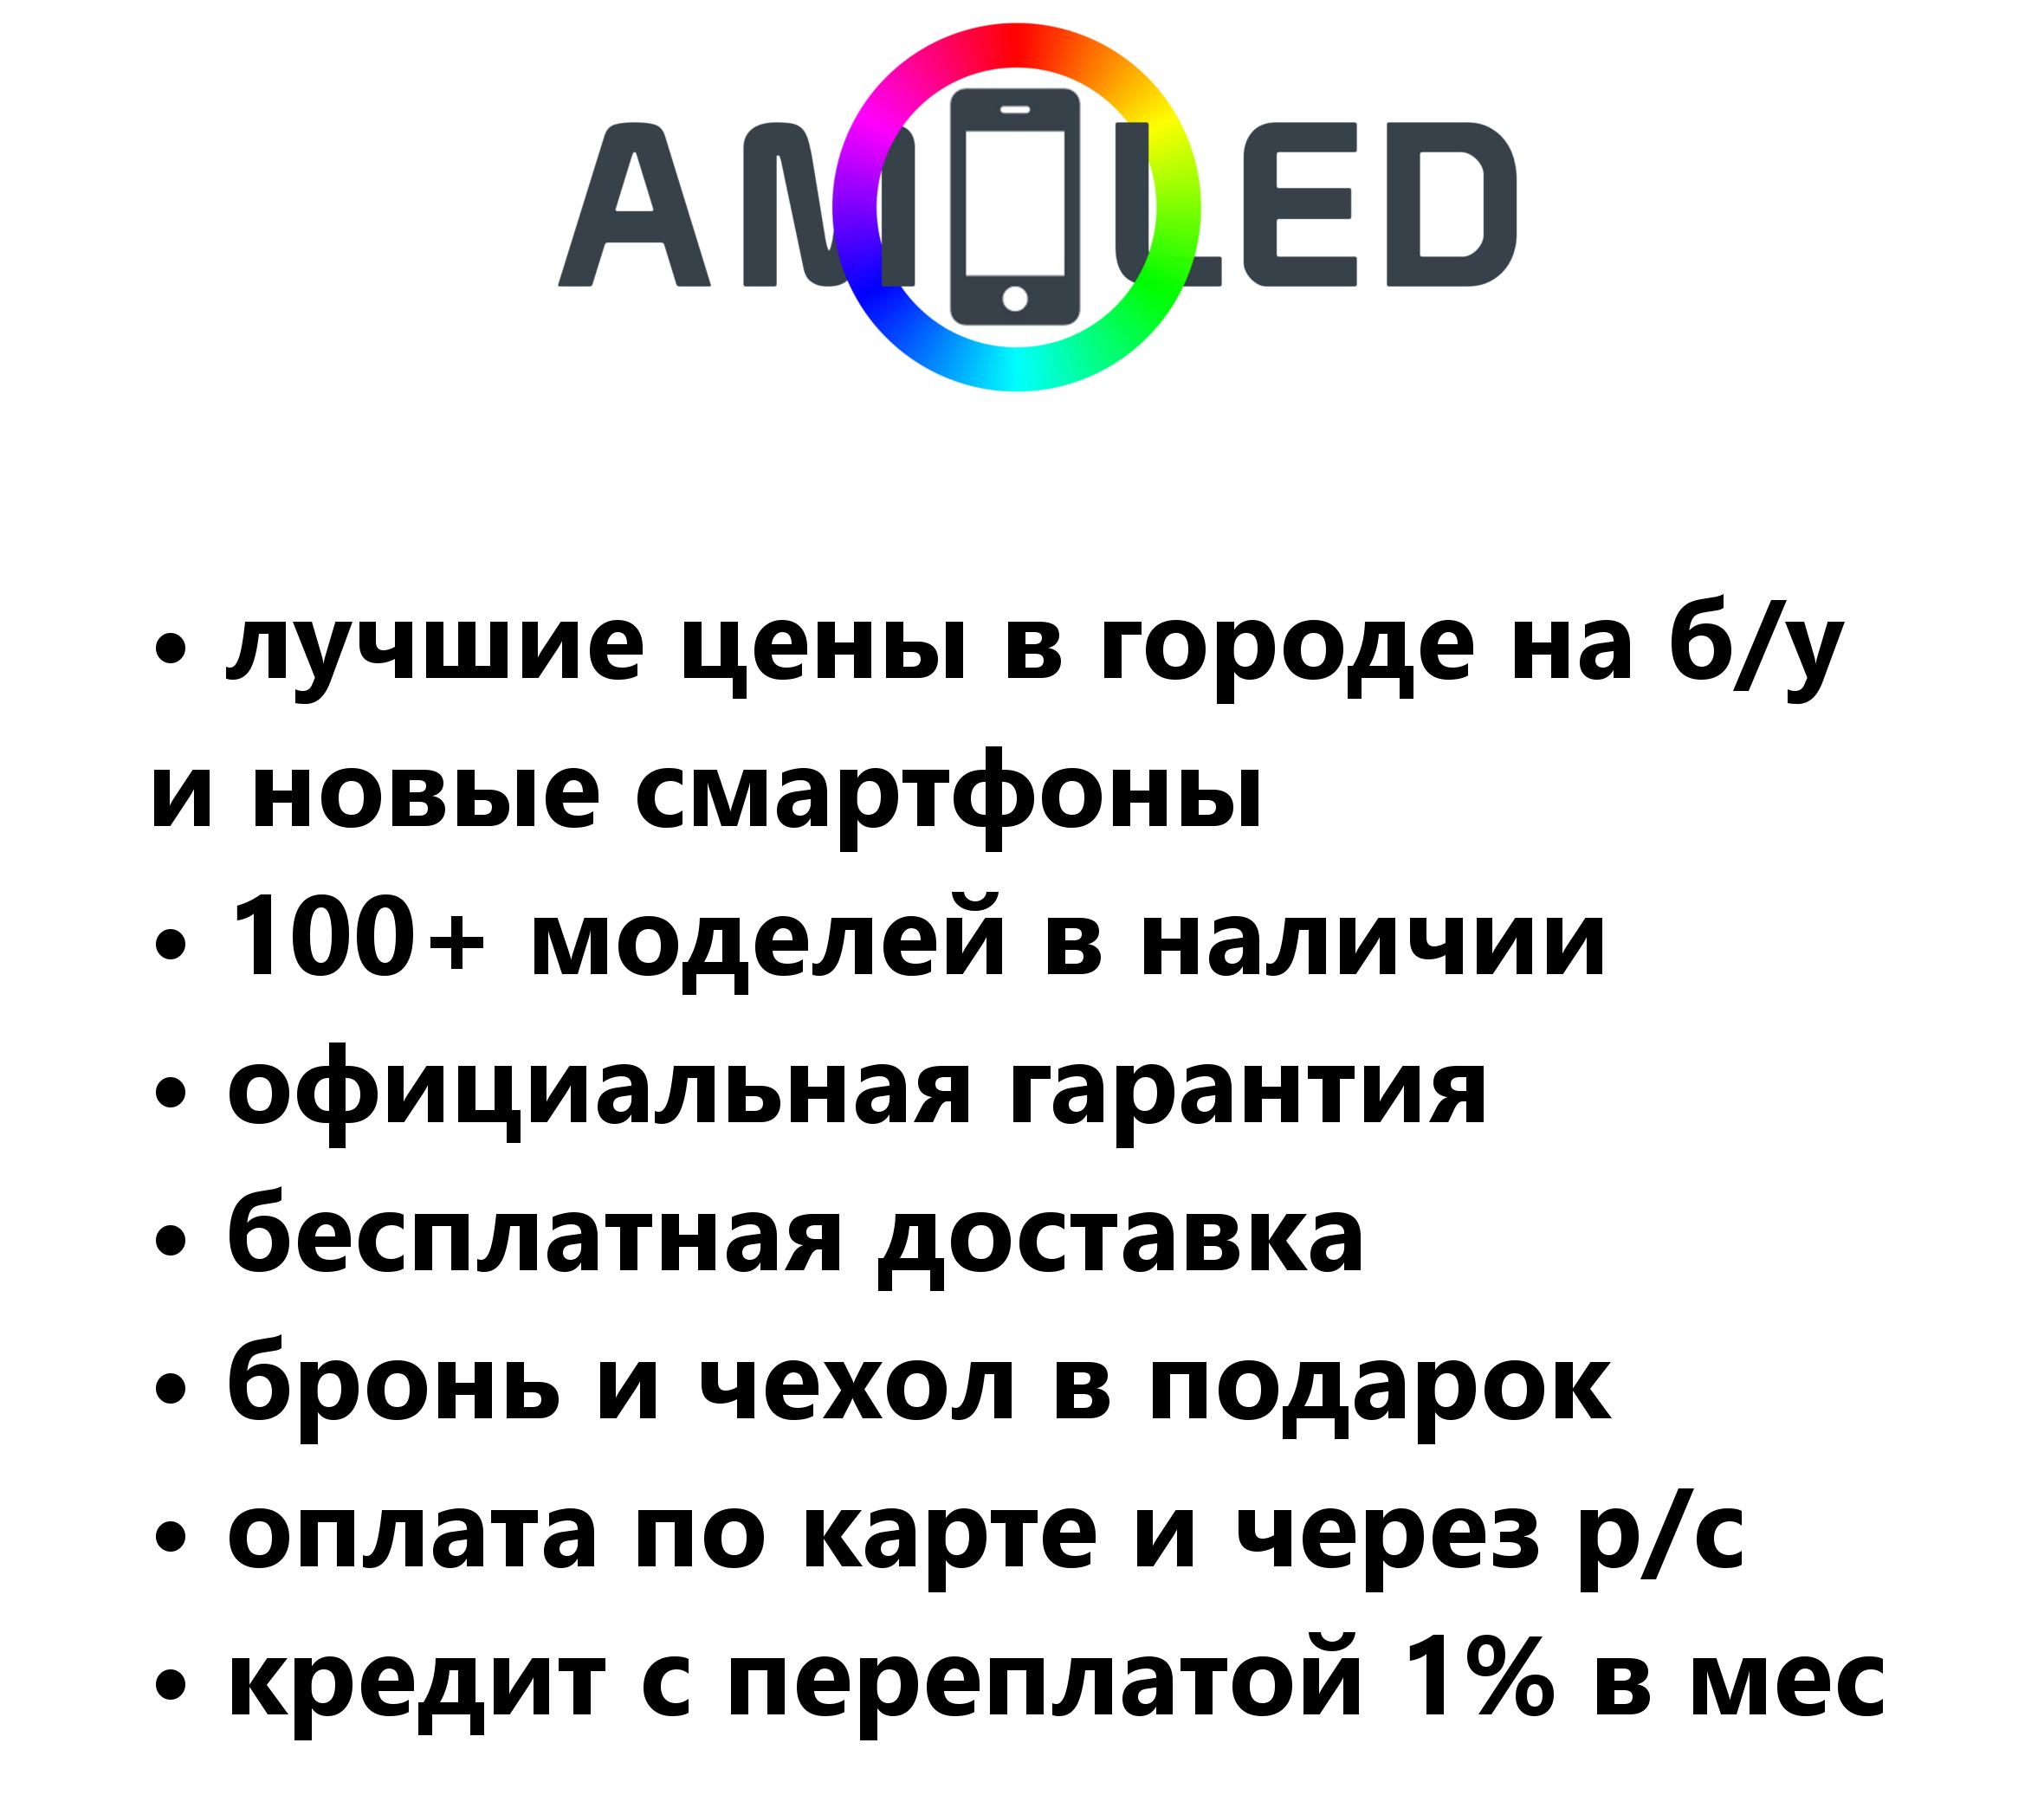 AMOLED
• лучшие цены в городе на б/у
и новые смартфоны
• 100+ моделей в наличии
• официальная гарантия
• бесплатная доставка
• бронь и чехол в подарок
• оплата по карте и через р/с
• кредит с переплатой 1% в мес